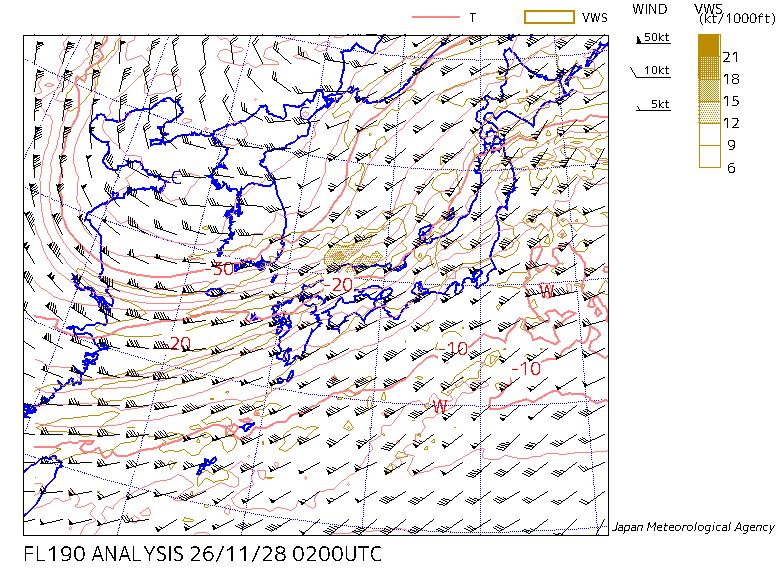 T
VWS
WIND
50kt
10kt
5kt
VWS
(kt/1000ft)
21
18
15
12
9
6
-30
-20
W
20
-10
-10
W
Japan Meteorological Agency
FL190 ANALYSIS 26/11/28 0200UTC